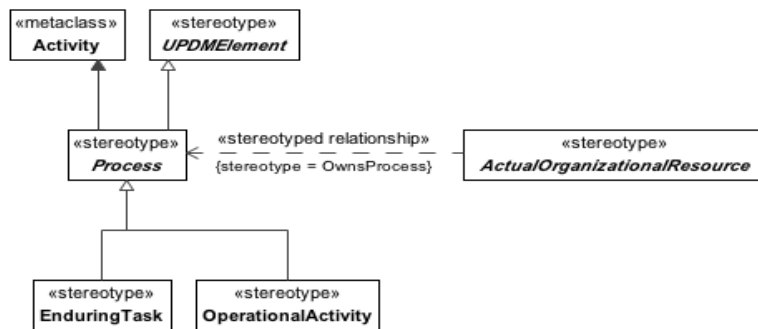 «metaclass»
Activity
«stereotype»
UPDMElement
«stereotype»
Process
«stereotyped relationship»
{stereotype = OwnsProcess}
«stereotype»
ActualOrganizationalResource
«stereotype»
EnduringTask
«stereotype»
OperationalActivity